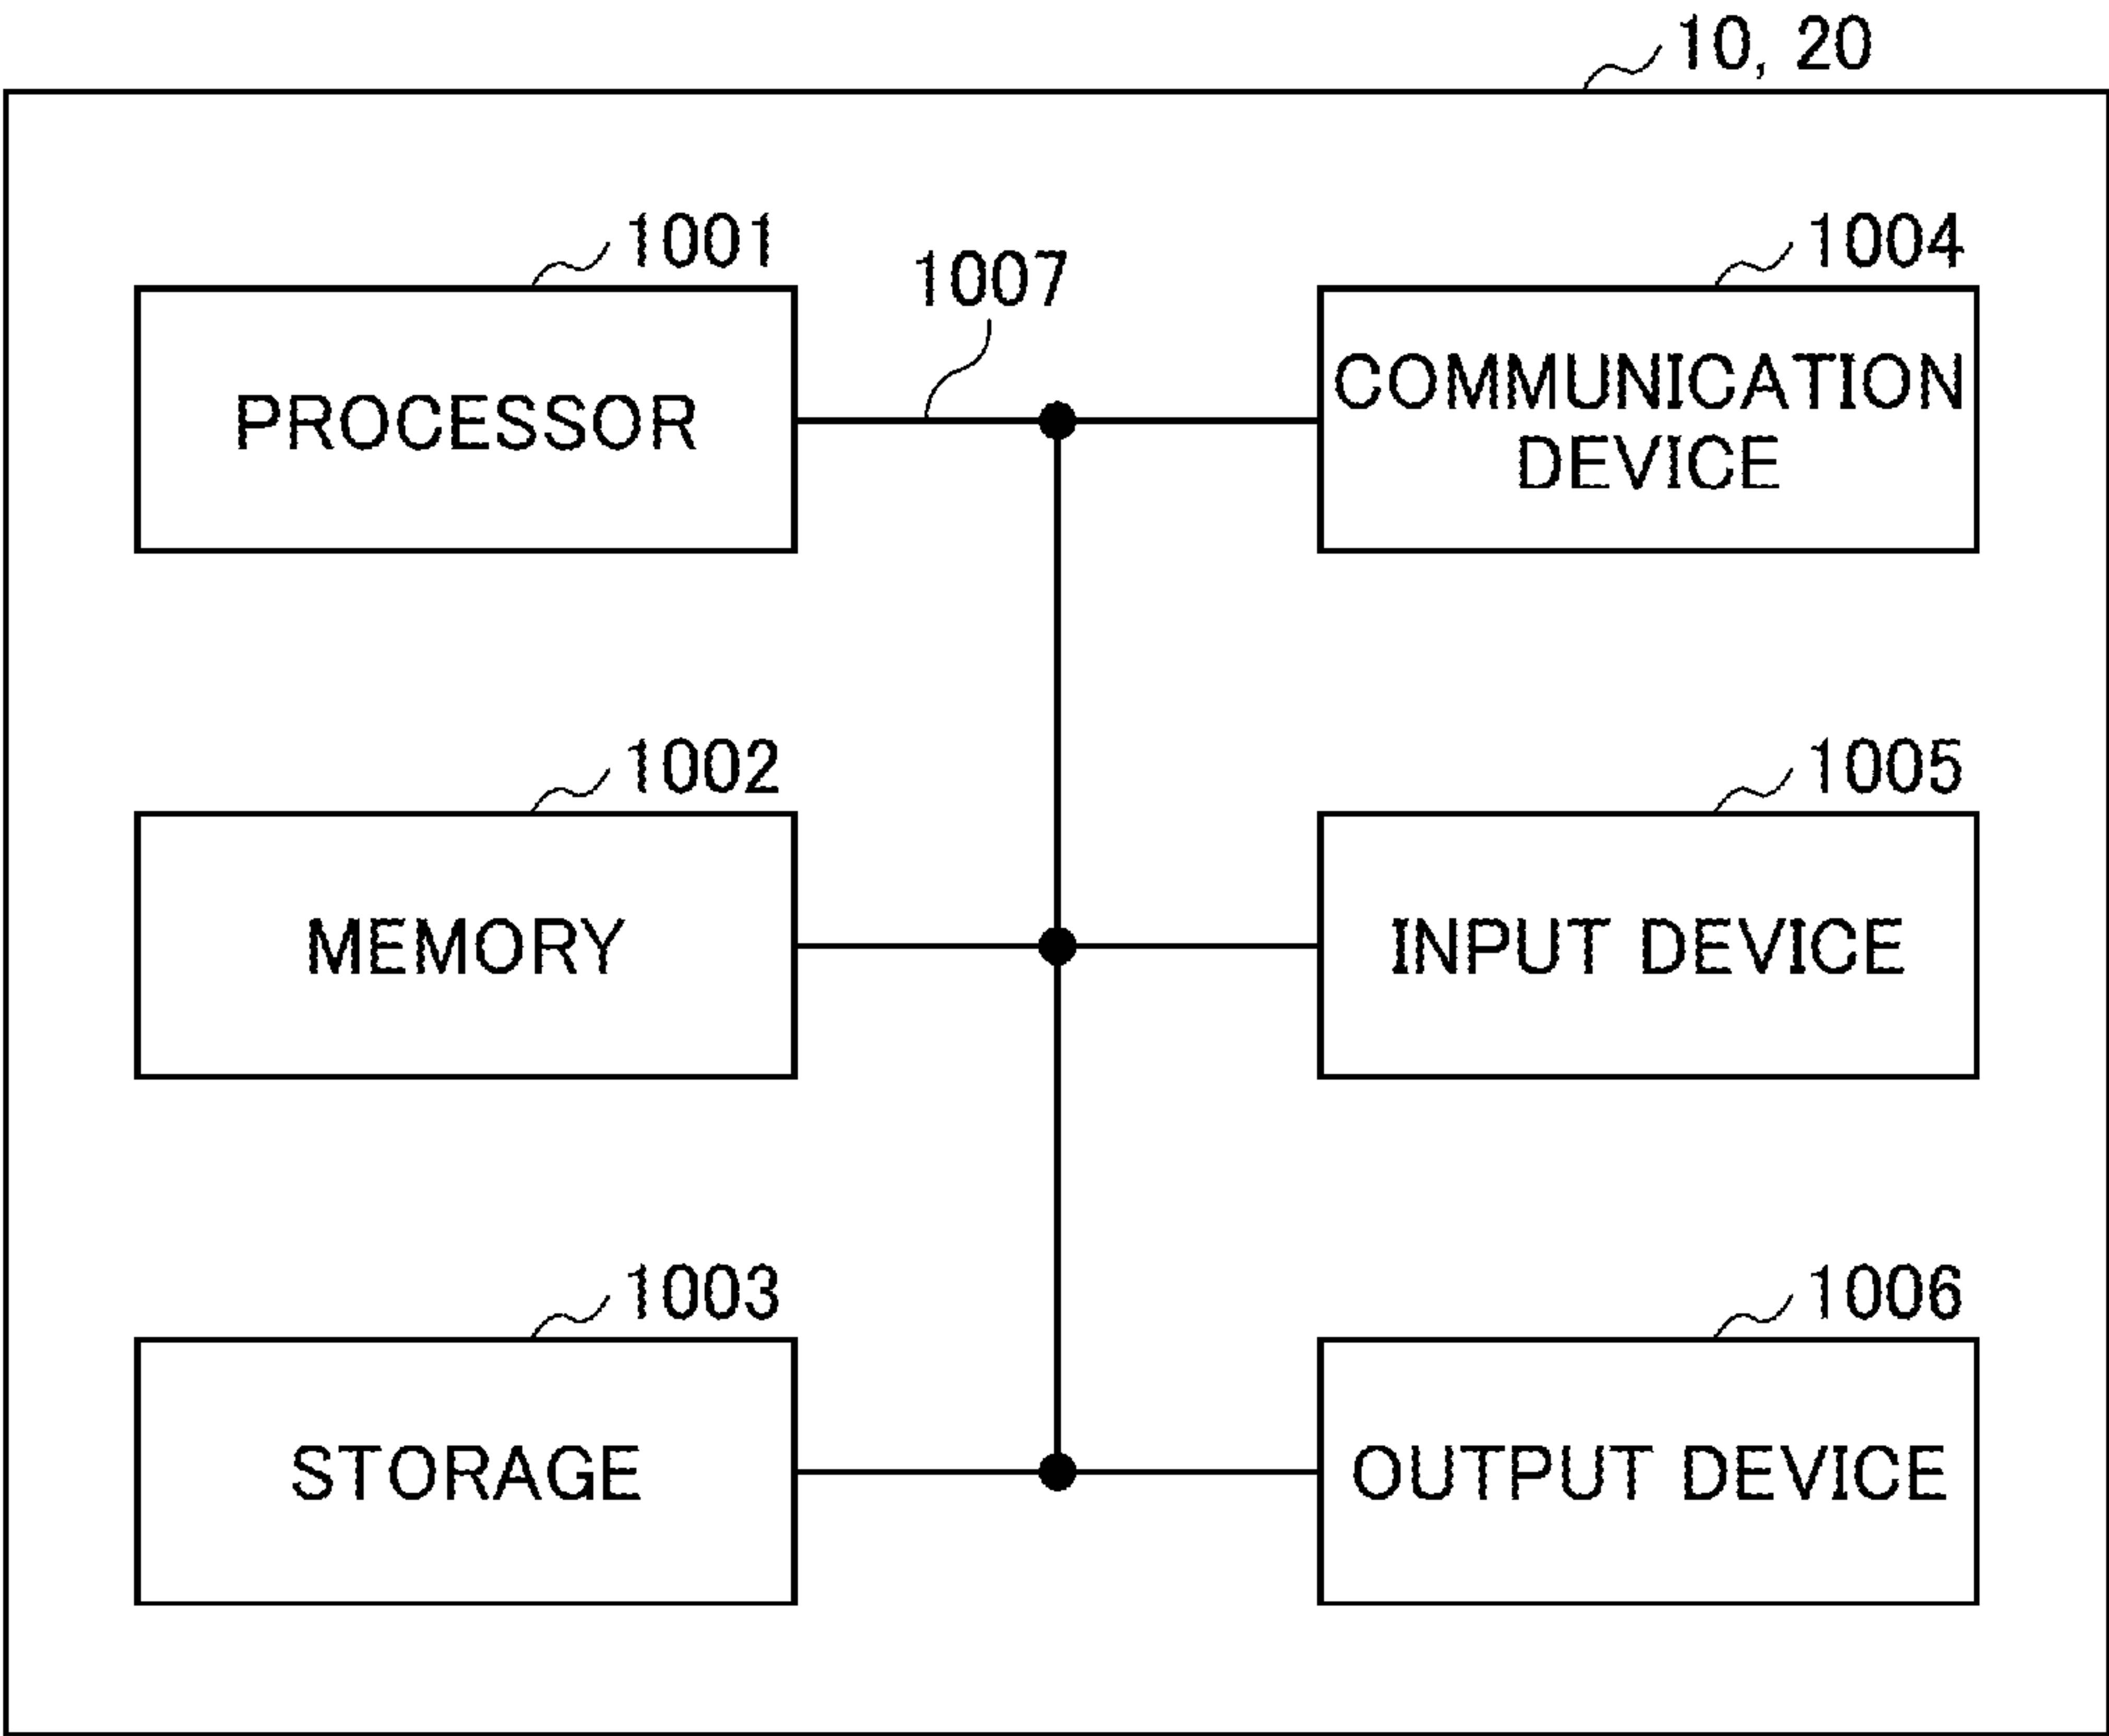 10, 20
1001
1007
1004
PROCESSOR
COMMUNICATION
DEVICE
1002
1005
MEMORY
INPUT DEVICE
1003
1006
STORAGE
OUTPUT DEVICE